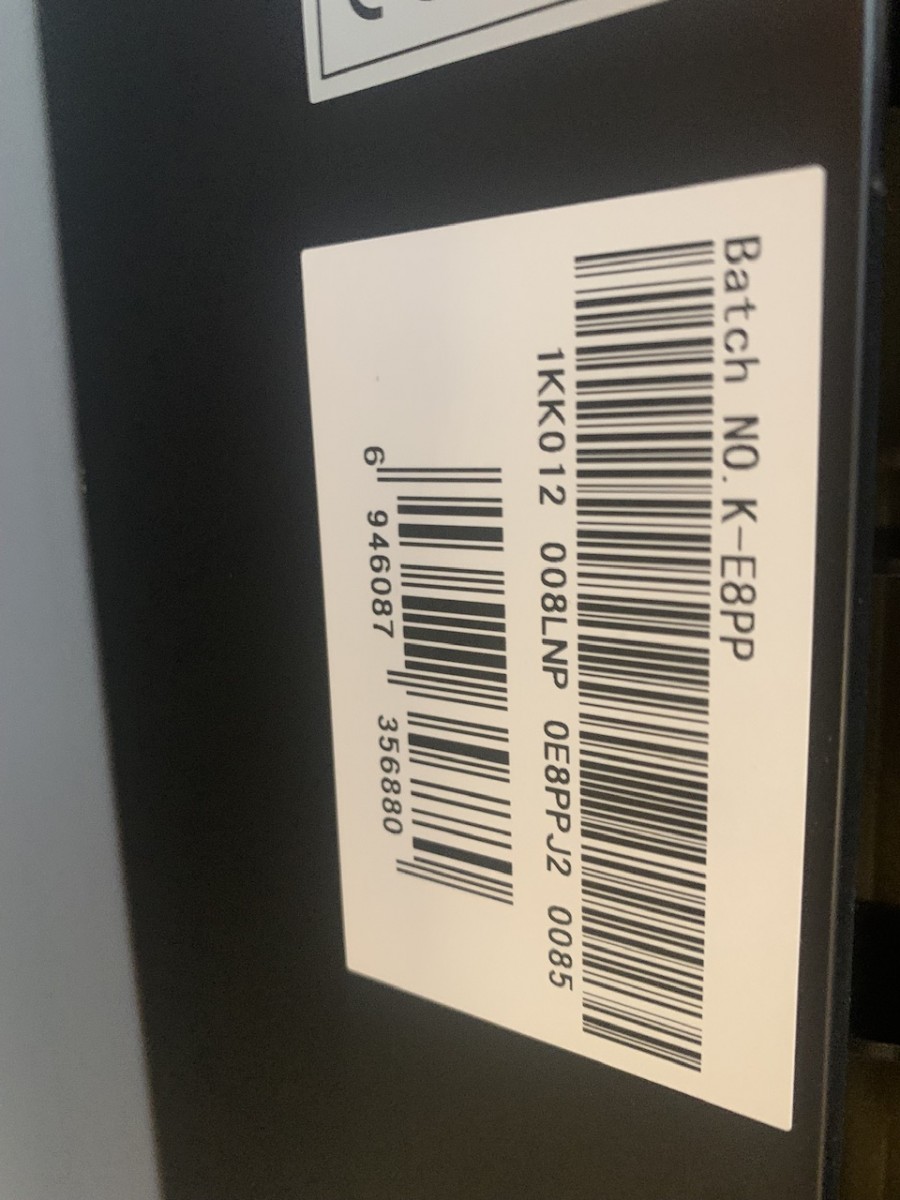 Batch NO.K-E8PP
1KK012 008LNP 0E8PPJ2 0085
6 946087 356880